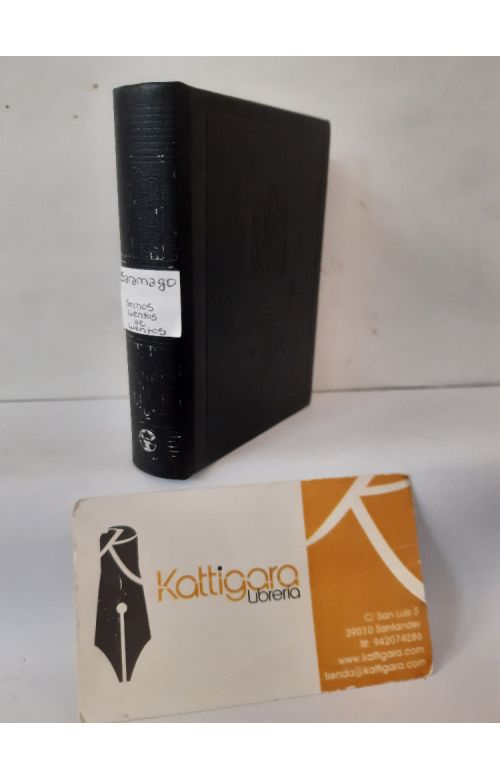 Saramago
Somos
cuentos
de
cuentos
Kattigara
Librería
C/ San Luis 5
39010 Santander
tlf: 942074286
www.kattigara.com
tienda@kattigara.com